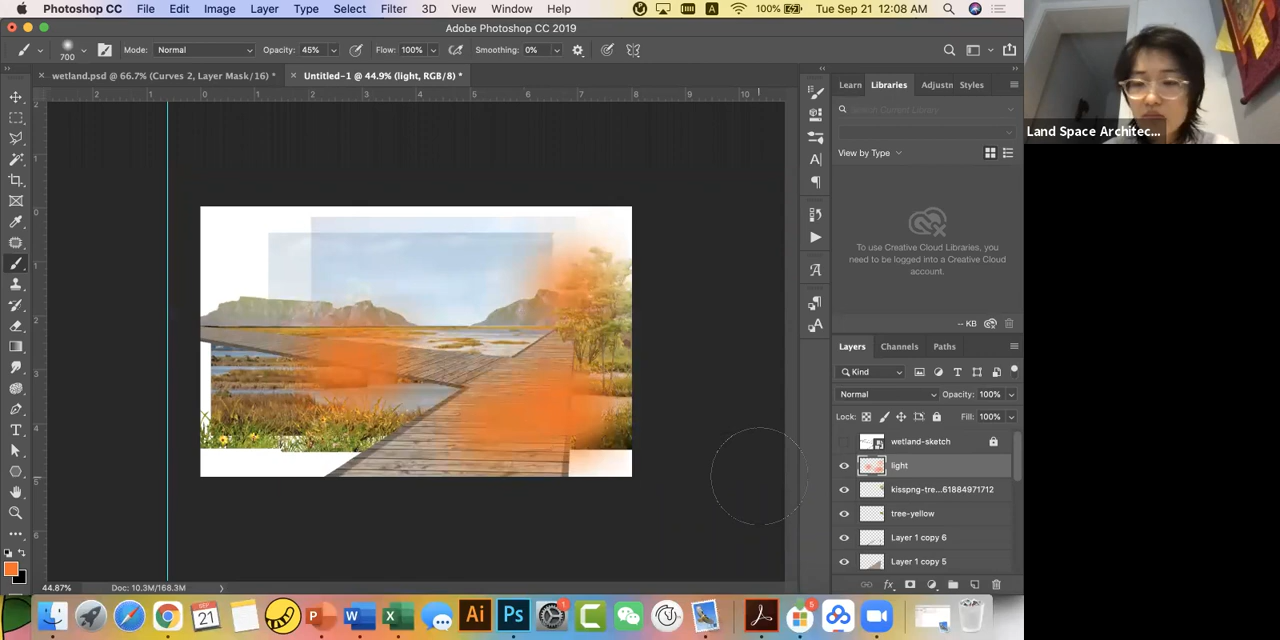 Photoshop CC File Edit Image Layer Type Select Filter 3D View Window Help 100% Tue Sep 21 12:08 AM
Adobe Photoshop CC 2019
700 Mode: Normal Opacity: 45% Flow: 100% Smoothing: 0%
wetland.psd @ 66.7% (Curves 2, Layer Mask/16) * Untitled-1 @ 44.9% (light, RGB/8) *
Learn Libraries Adjustn Styles
Search Current Library
View by Type
To use Creative Cloud Libraries, you
need to be logged into a Creative Cloud
account.
-- KB
Layers Channels Paths
Kind
Normal Opacity: 100%
Lock: Fill: 100%
wetland-sketch
light
kisspng-tre...61884971712
tree-yellow
Layer 1 copy 6
Layer 1 copy 5
44.87% Doc: 10.3M/168.3M
Land Space Architec...